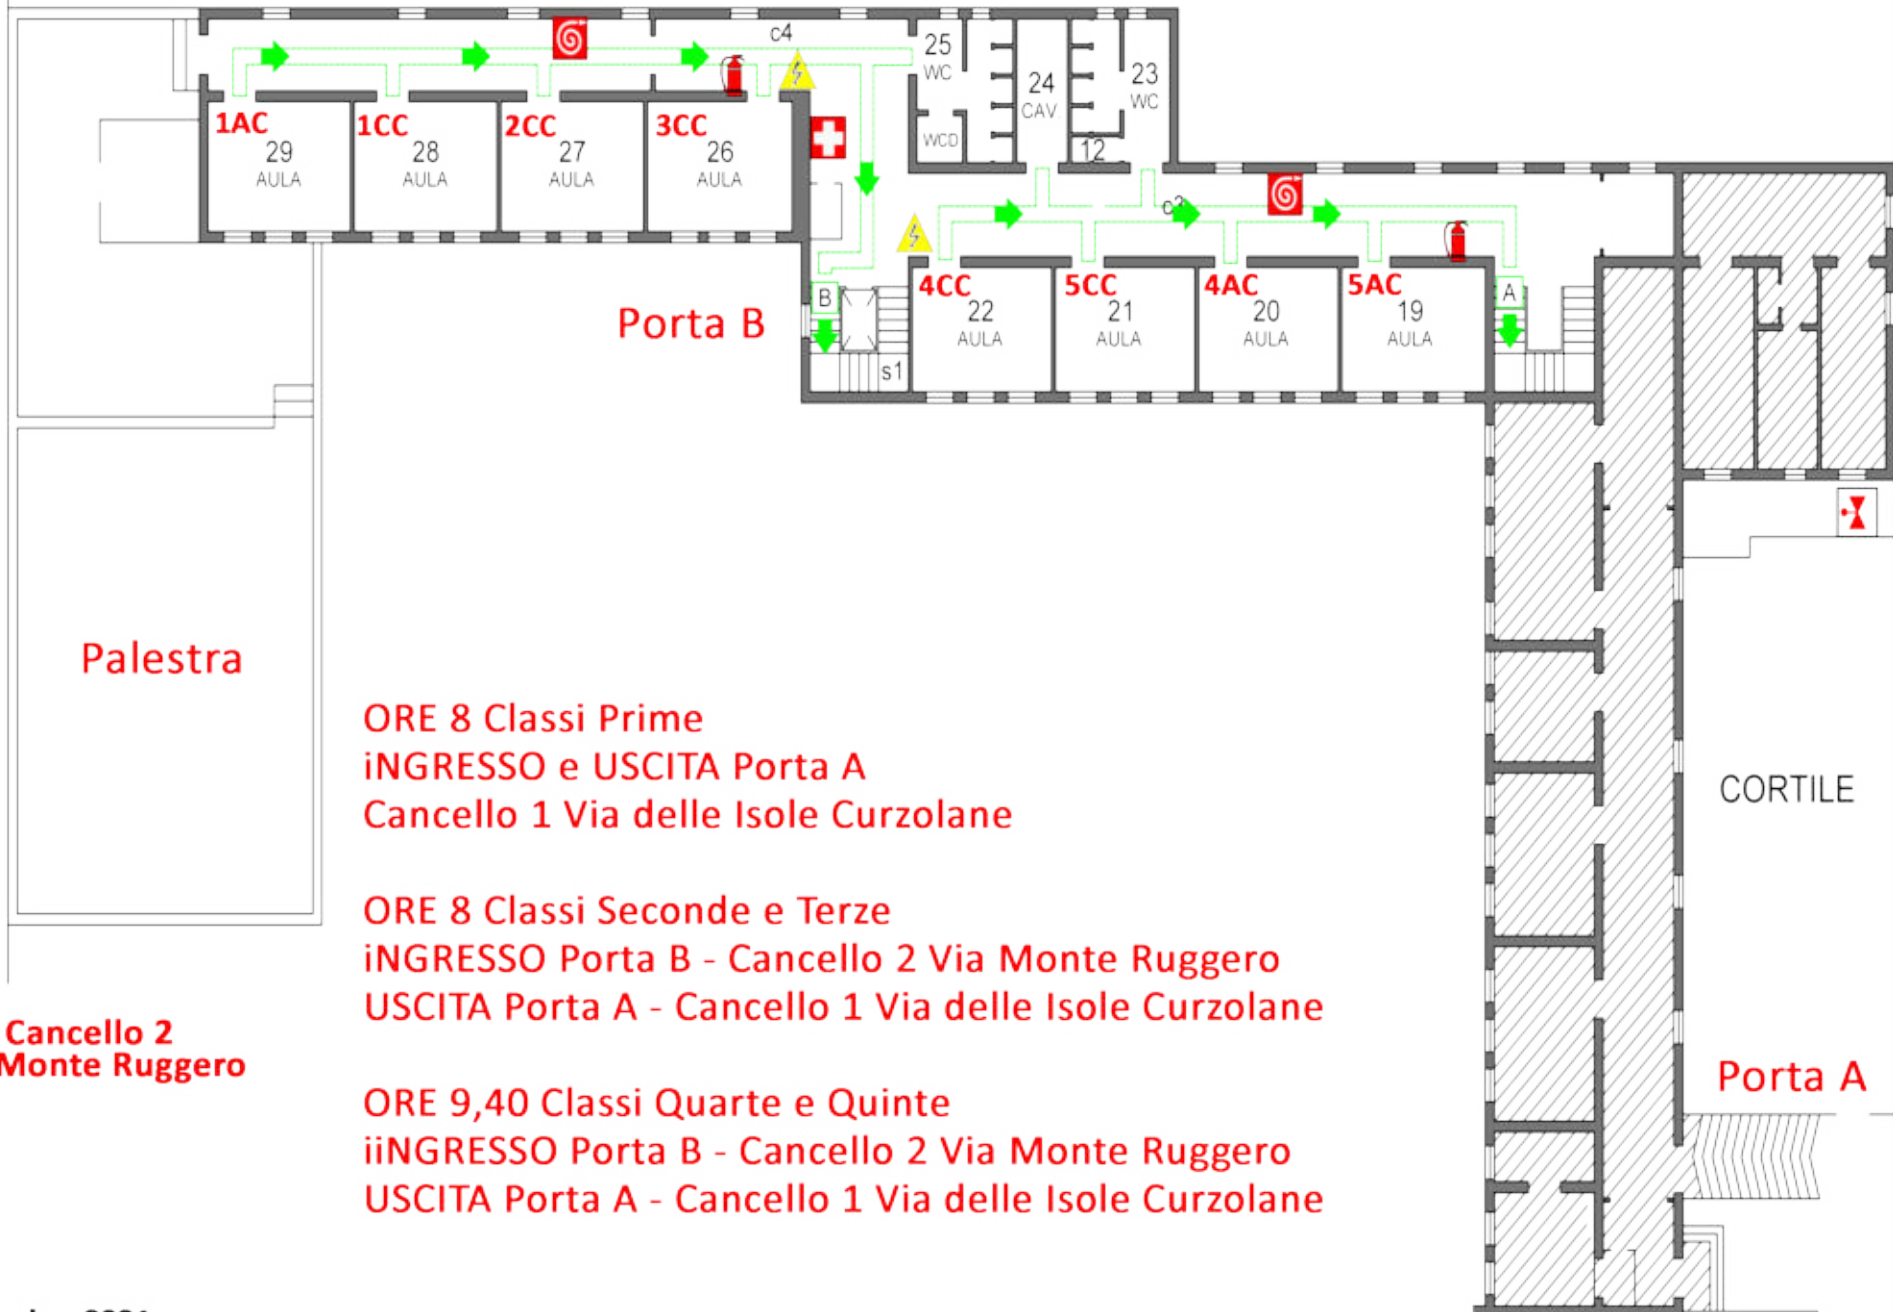 c4
25
WC
24
CAV.
23
WC
WCD
12
1AC
29
AULA
1CC
28
AULA
2CC
27
AULA
3CC
26
AULA
c3
4CC
22
AULA
5CC
21
AULA
4AC
20
AULA
5AC
19
AULA
B
A
s1
Porta B
Palestra
ORE 8 Classi Prime
iNGRESSO e USCITA Porta A
Cancello 1 Via delle Isole Curzolane
ORE 8 Classi Seconde e Terze
iNGRESSO Porta B - Cancello 2 Via Monte Ruggero
USCITA Porta A - Cancello 1 Via delle Isole Curzolane
ORE 9,40 Classi Quarte e Quinte
iiNGRESSO Porta B - Cancello 2 Via Monte Ruggero
USCITA Porta A - Cancello 1 Via delle Isole Curzolane
CORTILE
Cancello 2
Monte Ruggero
Porta A